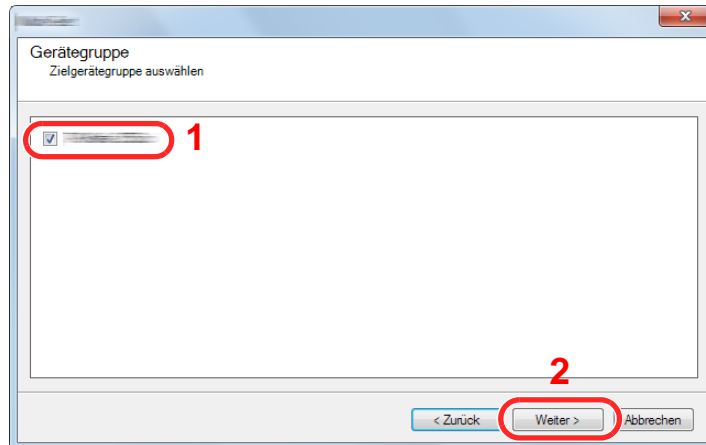 Gerätegruppe
Zielgerätegruppe auswählen
1
2
< Zurück Weiter > Abbrechen